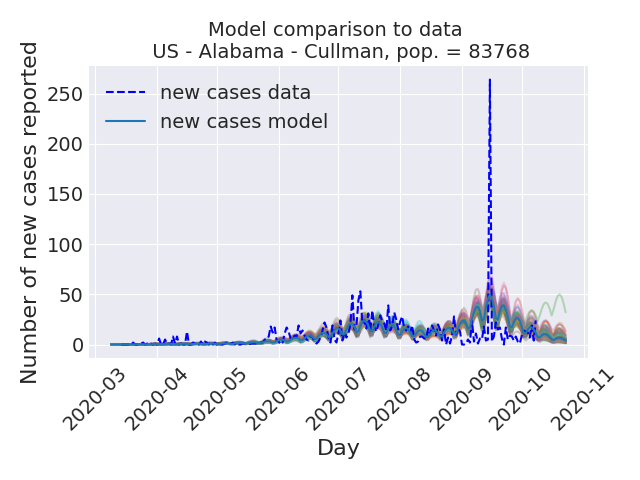 Model comparison to data
US - Alabama - Cullman, pop. = 83768
Number of new cases reported
250
200
150
100
50
0
new cases data
new cases model
2020-03
2020-04
2020-05
2020-06
2020-07
2020-08
2020-09
2020-10
2020-11
Day